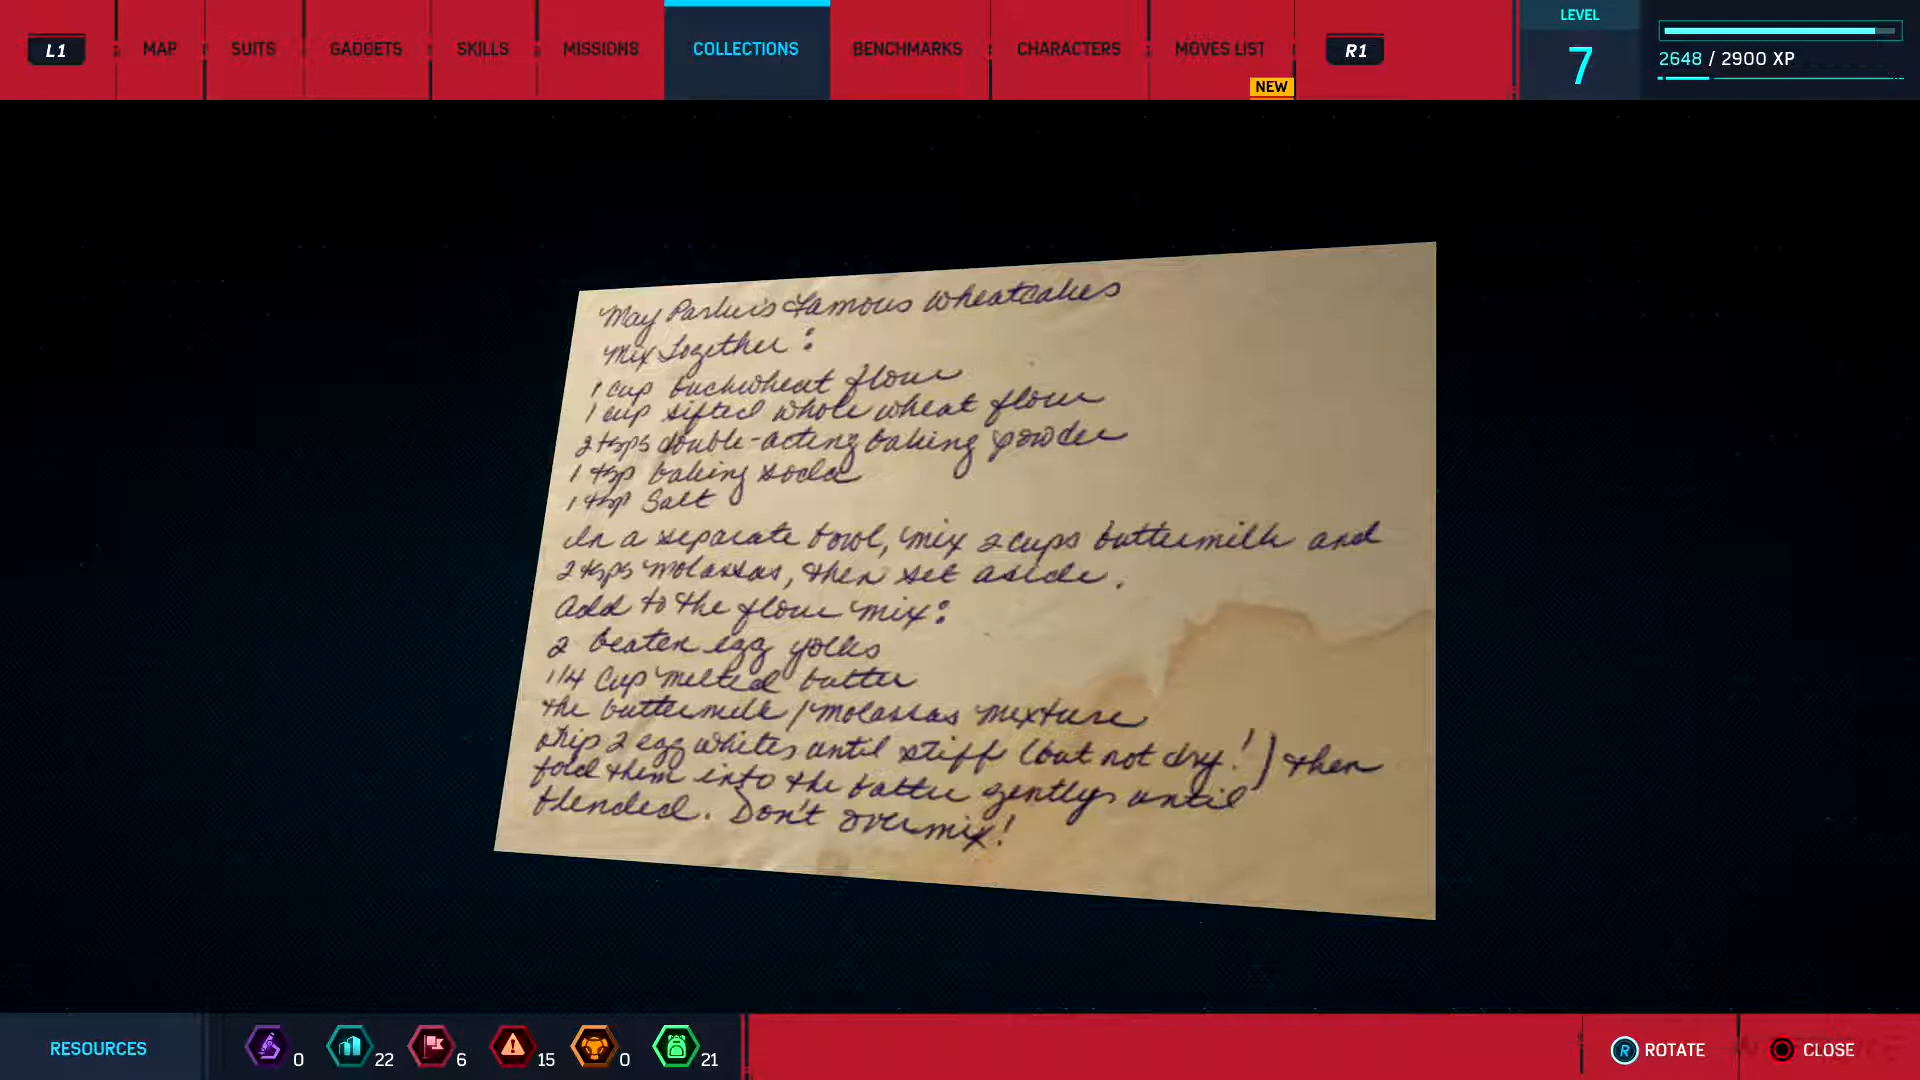 L1
MAP
SUITS
GADGETS
SKILLS
MISSIONS
COLLECTIONS
BENCHMARKS
CHARACTERS
MOVES LIST
NEW
R1
LEVEL
7
2648 / 2900 XP
May Parker's Famous Wheatcakes
Mix Together:
1 cup buckwheat flour
1 cup sifted whole wheat flour
2 tsps double-acting baking powder
1 tsp baking soda
1 tsp Salt
In a separate bowl, mix 2 cups buttermilk and
2 tsps molassas, then set aside.
Add to the flour mix:
2 beaten egg yolks
1/4 Cup melted butter
the buttermilk/molassas mixture
Whip 2 egg whites until stiff (but not dry!) then
fold them into the batter gently until
blended. Don't overmix!
RESOURCES
0
22
6
15
0
21
R ROTATE
CLOSE